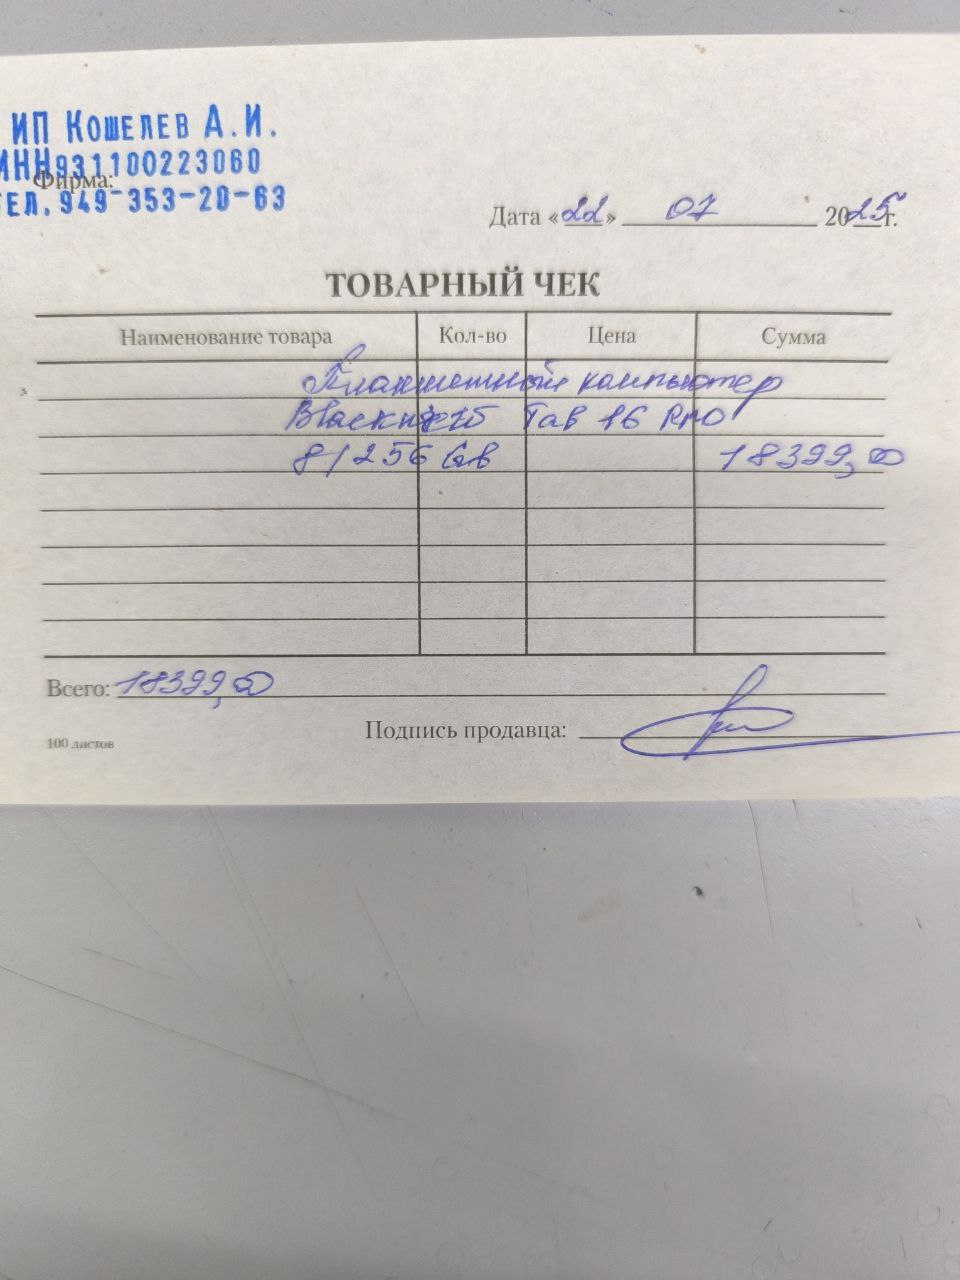 ИП Кошелев А.И.
ИНН931100223060
Фирма:
ТЕЛ. 949-353-20-63
Дата «22» 07 2025г.
ТОВАРНЫЙ ЧЕК
Наименование товара Кол-во Цена Сумма
Планшетный компьютер
Blackview Tab 16 Pro
8/256 Gb 18399,00
Всего: 18399,00
Подпись продавца:
100 листов